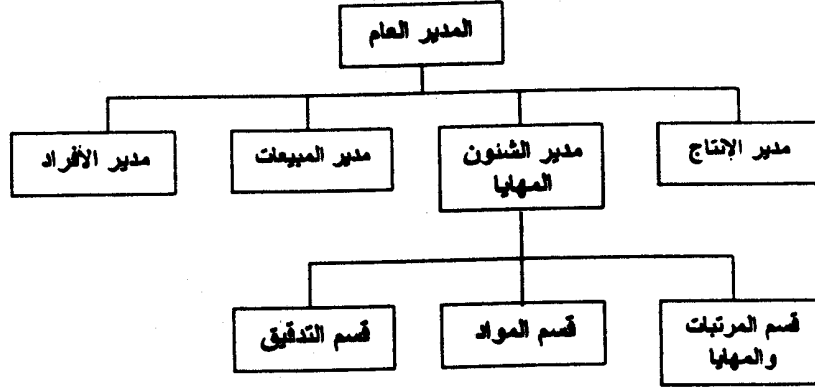 المدير العام
مدير الإنتاج
مدير الشئون
المهايا
مدير المبيعات
مدير الأفراد
قسم المرتبات
والمهايا
قسم المواد
قسم التدقيق